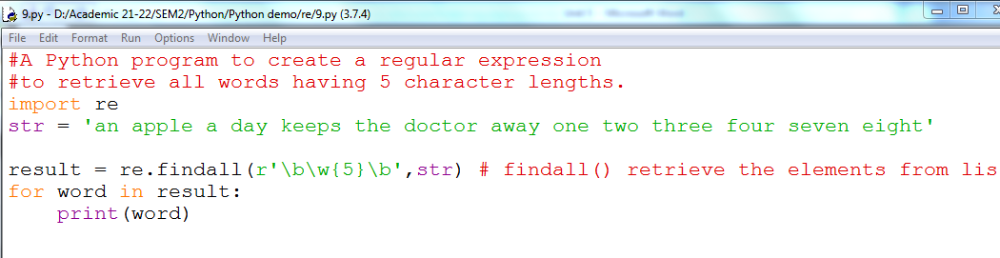 9.py - D:/Academic 21-22/SEM2/Python/Python demo/re/9.py (3.7.4)
File Edit Format Run Options Window Help
#A Python program to create a regular expression
#to retrieve all words having 5 character lengths.
import re
str = 'an apple a day keeps the doctor away one two three four seven eight'
result = re.findall(r'\b\w{5}\b',str) # findall() retrieve the elements from lis
for word in result:
    print(word)